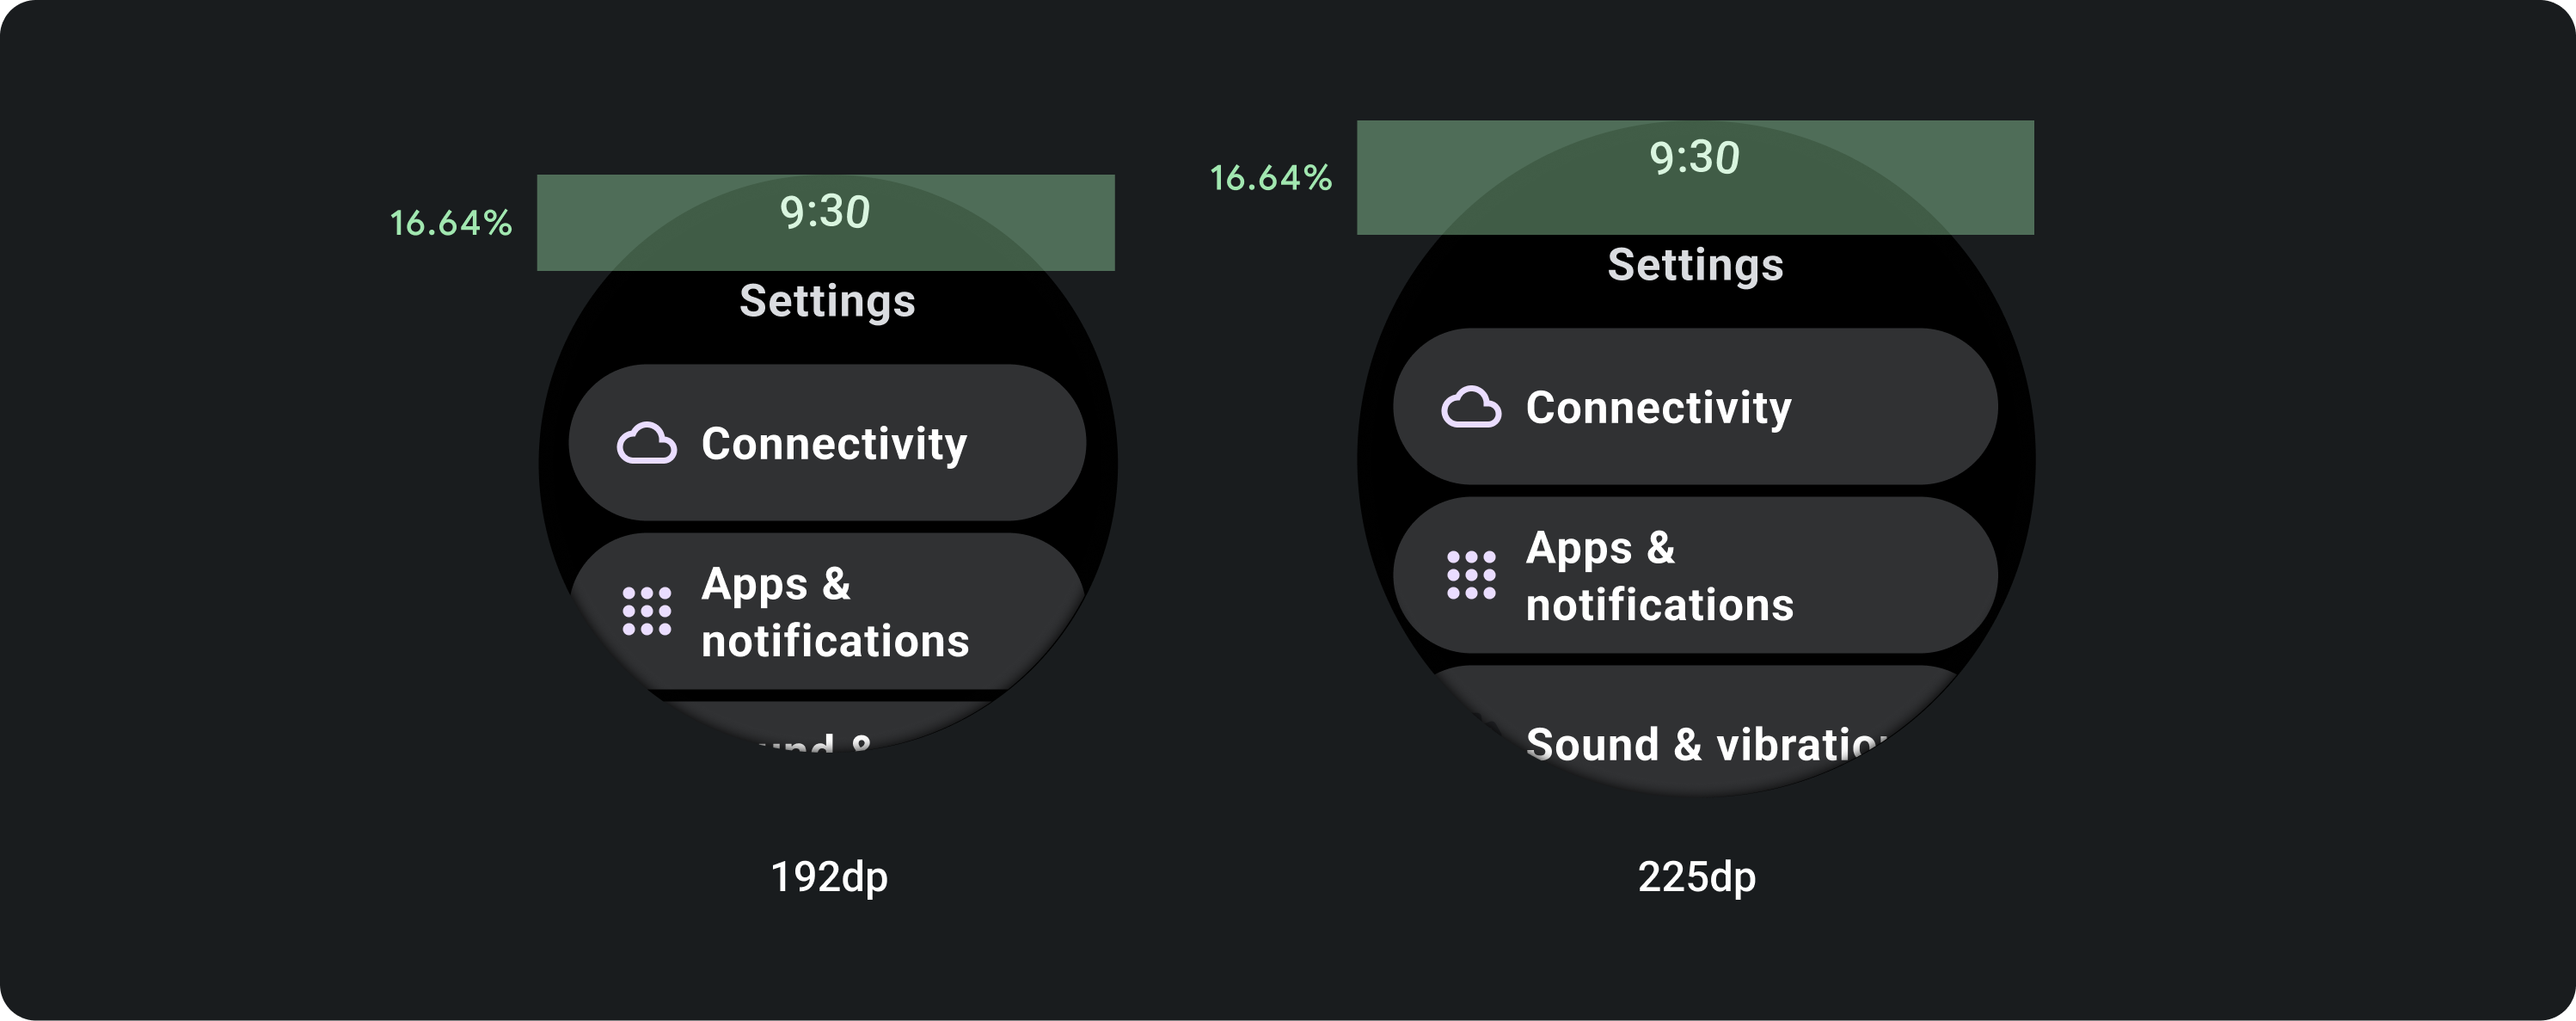 16.64%
9:30
Settings
Connectivity
Apps &
notifications
&
192dp
16.64%
9:30
Settings
Connectivity
Apps &
notifications
Sound &
225dp